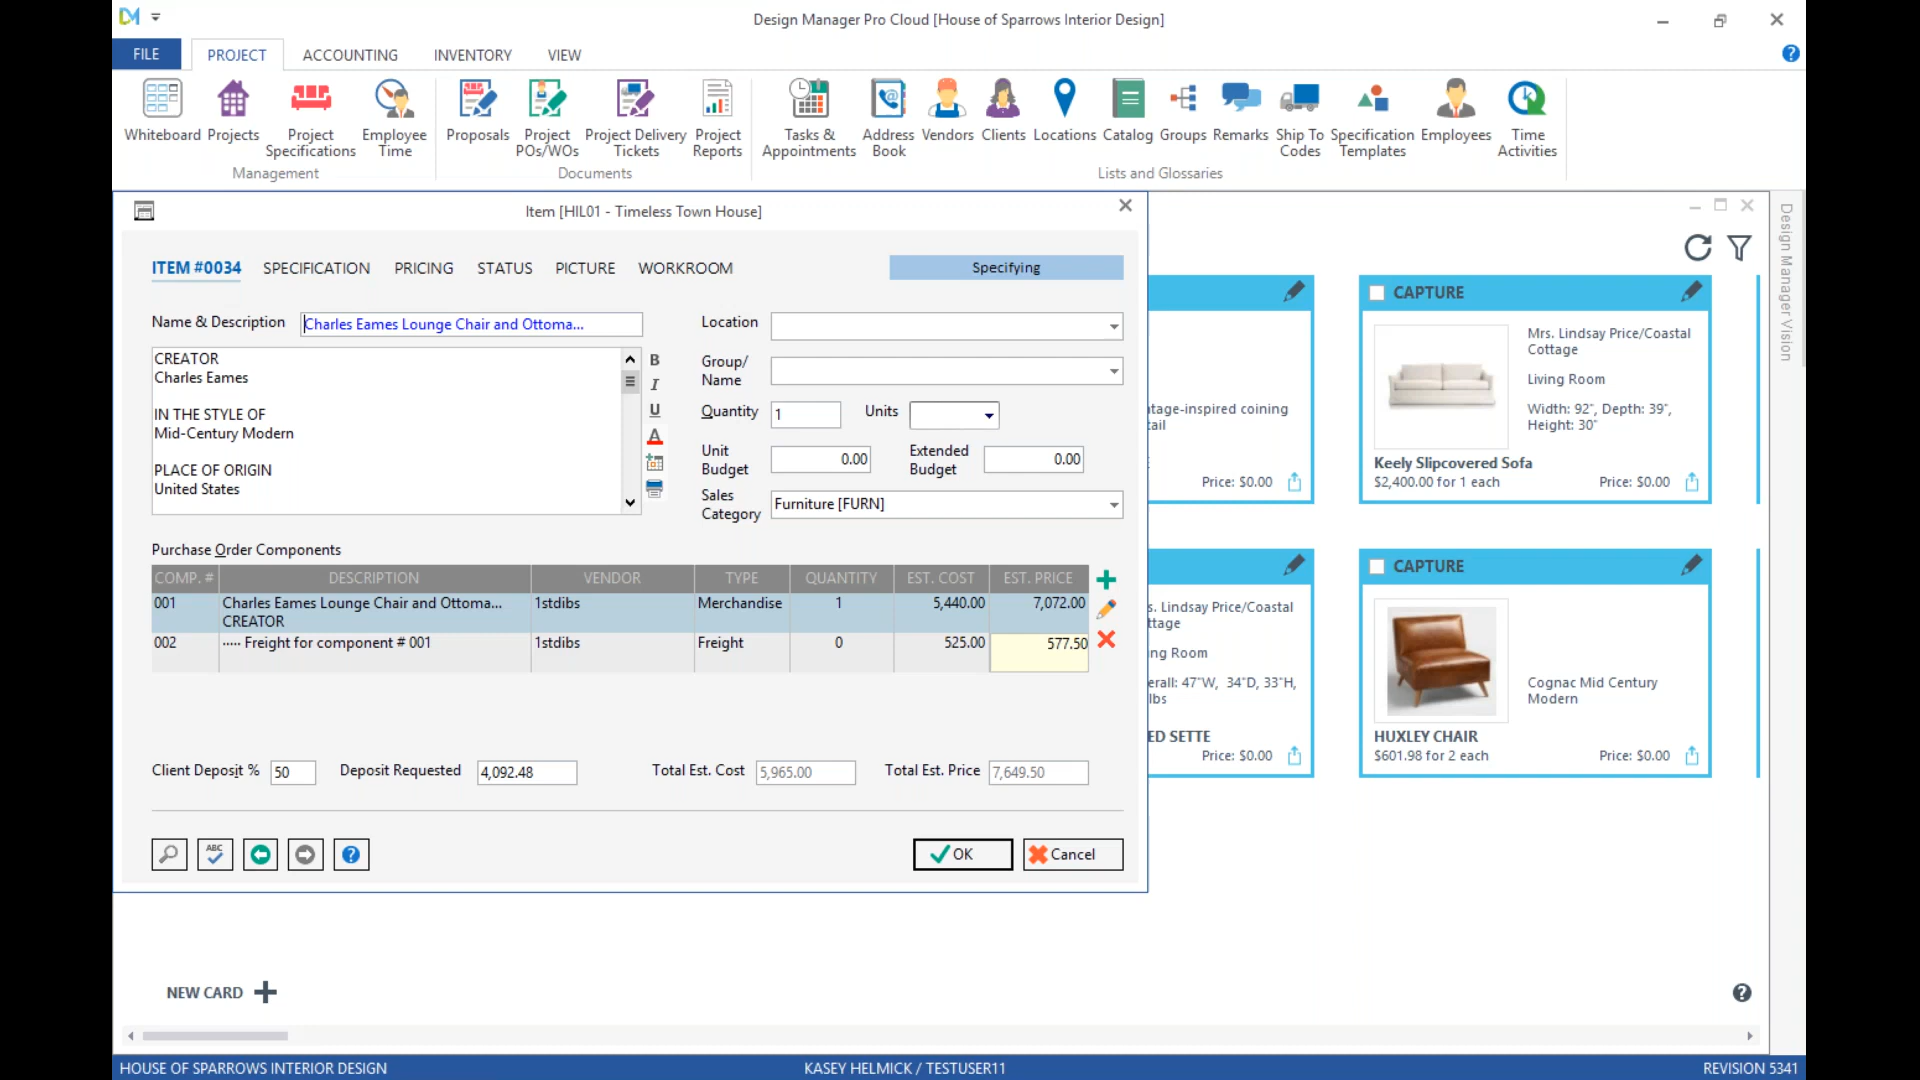 DM
Design Manager Pro Cloud [House of Sparrows Interior Design]
FILE
PROJECT
ACCOUNTING
INVENTORY
VIEW
Whiteboard
Projects
Project
Specifications
Employee
Time
Management
Proposals
Project
POs/WOs
Project Delivery
Tickets
Project
Reports
Documents
Tasks &
Appointments
Address
Book
Vendors
Clients
Locations
Catalog
Groups
Remarks
Ship To
Codes
Specification
Templates
Employees
Time
Activities
Lists and Glossaries
Item [HIL01 - Timeless Town House]
ITEM #0034
SPECIFICATION
PRICING
STATUS
PICTURE
WORKROOM
Specifying
Name & Description
Charles Eames Lounge Chair and Ottoma...
CREATOR
Charles Eames
IN THE STYLE OF
Mid-Century Modern
PLACE OF ORIGIN
United States
B
I
U
A
Location
Group/
Name
Quantity
1
Units
Unit
Budget
0.00
Extended
Budget
0.00
Sales
Category
Furniture [FURN]
Purchase Order Components
COMP. # DESCRIPTION VENDOR TYPE QUANTITY EST. COST EST. PRICE
001 Charles Eames Lounge Chair and Ottoma... 1stdibs Merchandise 1 5,440.00 7,072.00
CREATOR
002 ····· Freight for component # 001 1stdibs Freight 0 525.00 577.50
Client Deposit %
50
Deposit Requested
4,092.48
Total Est. Cost
5,965.00
Total Est. Price
7,649.50
ABC
OK
Cancel
Design Manager Vision
ntage-inspired coining
tail
E
Price: $0.00
CAPTURE
Mrs. Lindsay Price/Coastal
Cottage
Living Room
Width: 92", Depth: 39",
Height: 30"
Keely Slipcovered Sofa
$2,400.00 for 1 each
Price: $0.00
s. Lindsay Price/Coastal
ttage
ing Room
erall: 47"W, 34"D, 33"H,
lbs
ED SETTE
Price: $0.00
CAPTURE
Cognac Mid Century
Modern
HUXLEY CHAIR
$601.98 for 2 each
Price: $0.00
NEW CARD
HOUSE OF SPARROWS INTERIOR DESIGN
KASEY HELMICK / TESTUSER11
REVISION 5341